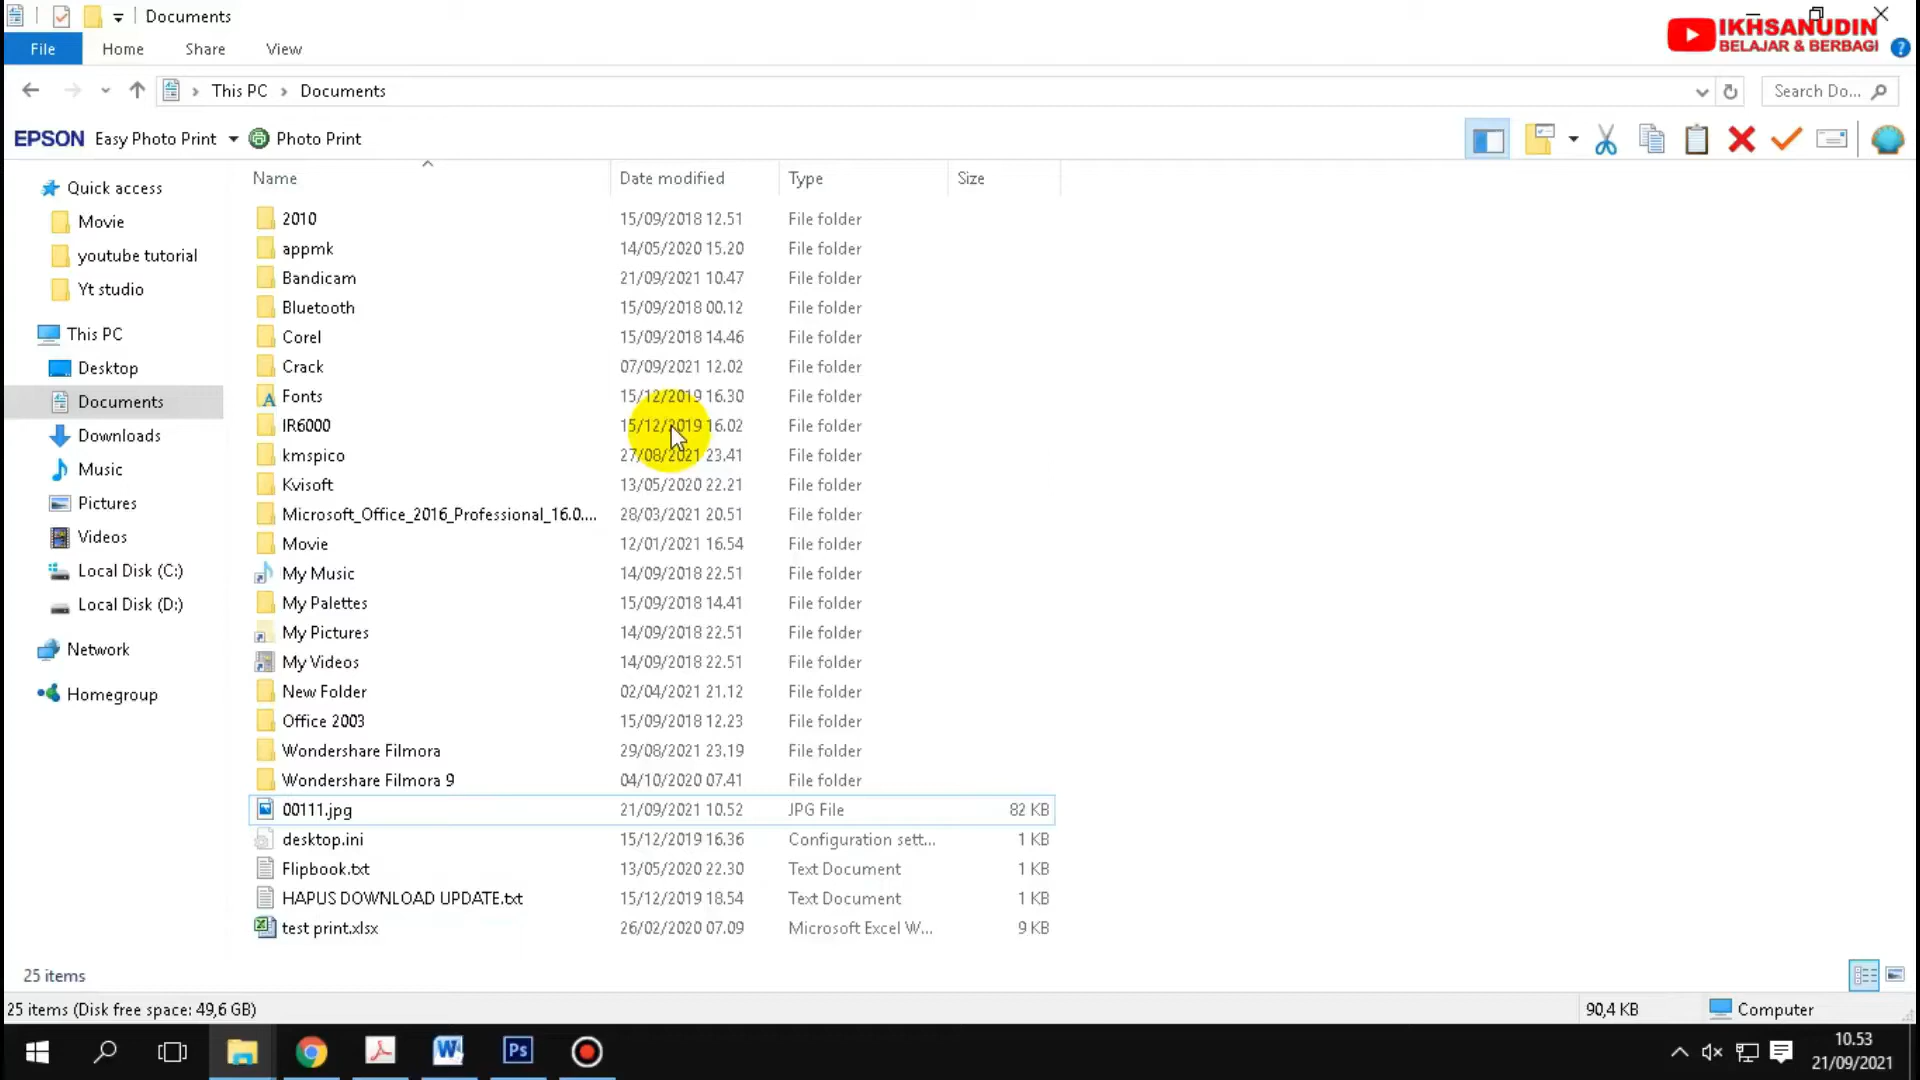 Documents
IKHSANUDIN
BELAJAR & BERBAGI
File Home Share View
This PC > Documents
Search Do...
EPSON Easy Photo Print Photo Print
Name Date modified Type Size
Quick access
Movie
youtube tutorial
Yt studio
This PC
Desktop
Documents
Downloads
Music
Pictures
Videos
Local Disk (C:)
Local Disk (D:)
Network
Homegroup
2010 15/09/2018 12.51 File folder
appmk 14/05/2020 15.20 File folder
Bandicam 21/09/2021 10.47 File folder
Bluetooth 15/09/2018 00.12 File folder
Corel 15/09/2018 14.46 File folder
Crack 07/09/2021 12.02 File folder
Fonts 15/12/2019 16.30 File folder
IR6000 15/12/2019 16.02 File folder
kmspico 27/08/2021 23.41 File folder
Kvisoft 13/05/2020 22.21 File folder
Microsoft_Office_2016_Professional_16.0.... 28/03/2021 20.51 File folder
Movie 12/01/2021 16.54 File folder
My Music 14/09/2018 22.51 File folder
My Palettes 15/09/2018 14.41 File folder
My Pictures 14/09/2018 22.51 File folder
My Videos 14/09/2018 22.51 File folder
New Folder 02/04/2021 21.12 File folder
Office 2003 15/09/2018 12.23 File folder
Wondershare Filmora 29/08/2021 23.19 File folder
Wondershare Filmora 9 04/10/2020 07.41 File folder
00111.jpg 21/09/2021 10.52 JPG File 82 KB
desktop.ini 15/12/2019 16.36 Configuration sett... 1 KB
Flipbook.txt 13/05/2020 22.30 Text Document 1 KB
HAPUS DOWNLOAD UPDATE.txt 15/12/2019 18.54 Text Document 1 KB
test print.xlsx 26/02/2020 07.09 Microsoft Excel W... 9 KB
25 items
25 items (Disk free space: 49,6 GB) 90,4 KB Computer
Ps
10.53
21/09/2021